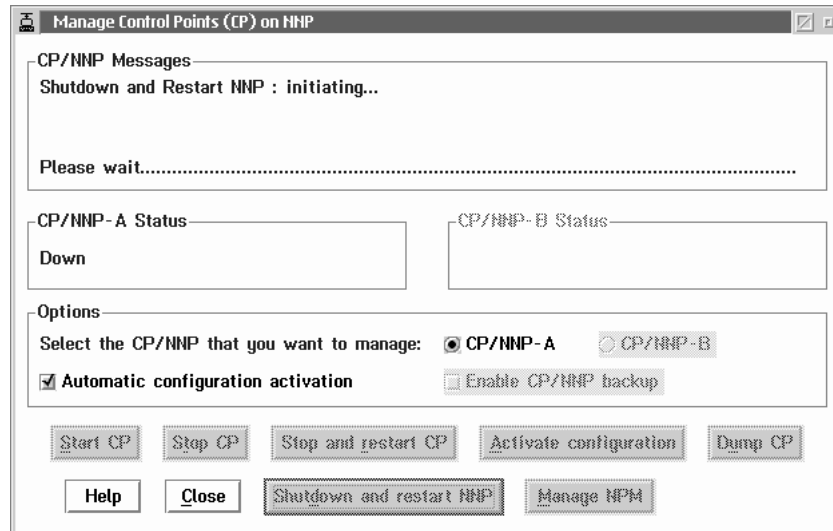 Manage Control Points (CP) on NNP
CP/NNP Messages
Shutdown and Restart NNP : initiating...
Please wait..................................................................................................
CP/NNP-A Status
CP/NNP-B Status
Down
Options
Select the CP/NNP that you want to manage: CP/NNP-A CP/NNP-B
Automatic configuration activation Enable CP/NNP backup
Start CP Stop CP Stop and restart CP Activate configuration Dump CP
Help Close Shutdown and restart NNP Manage NPM